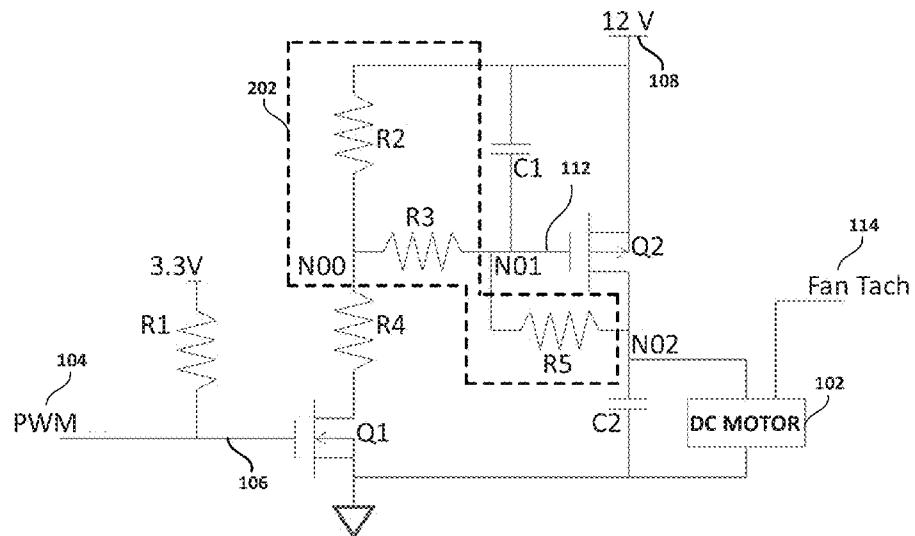 12 V
108
202
R2
C1
112
R3
Q2
114
N00
N01
3.3V
Fan Tach
R1
R4
R5
N02
104
PWM
102
DC MOTOR
C2
Q1
106